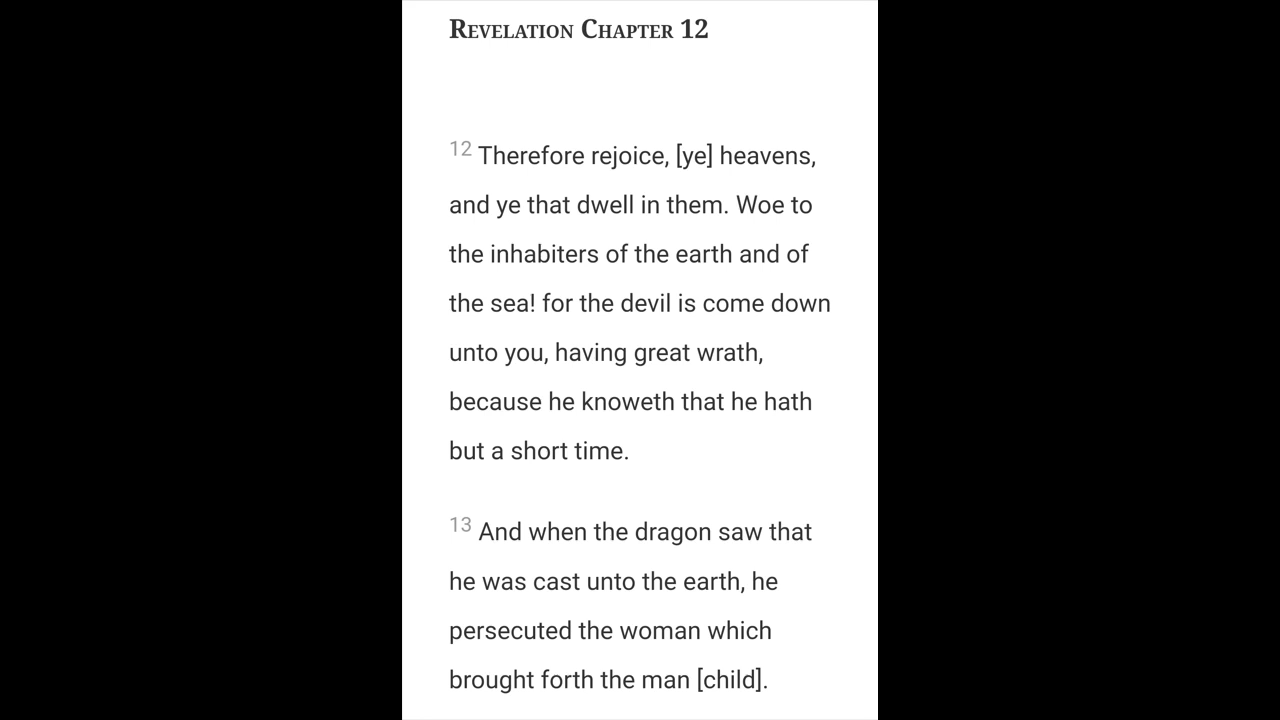 Revelation Chapter 12
12 Therefore rejoice, [ye] heavens,
and ye that dwell in them. Woe to
the inhabiters of the earth and of
the sea! for the devil is come down
unto you, having great wrath,
because he knoweth that he hath
but a short time.
13 And when the dragon saw that
he was cast unto the earth, he
persecuted the woman which
brought forth the man [child].